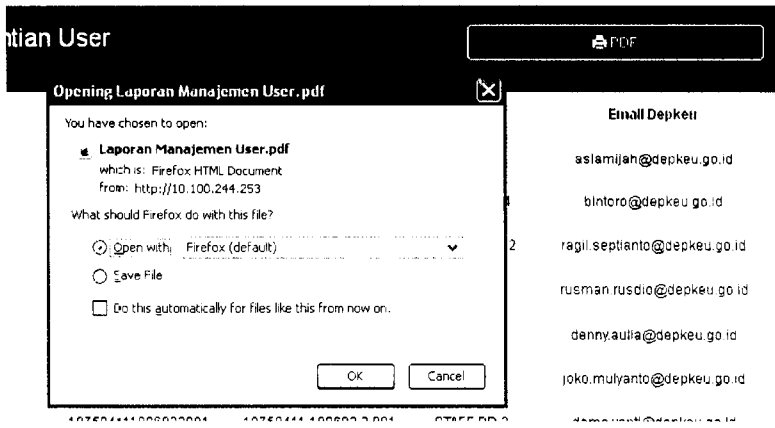 ntian User
PDF
Opening Laporan Manajemen User.pdf
You have chosen to open:
Laporan Manajemen User.pdf
which is: Firefox HTML Document
from: http://10.100.244.253
What should Firefox do with this file?
Open with
Firefox (default)
Save File
Do this automatically for files like this from now on.
OK
Cancel
Email Depkeu
aslamijah@depkeu.go.id
bintoro@depkeu.go.id
2
ragil.septianto@depkeu.go.id
rusman.rusdio@depkeu.go.id
denny.aulia@depkeu.go.id
joko.mulyanto@depkeu.go.id